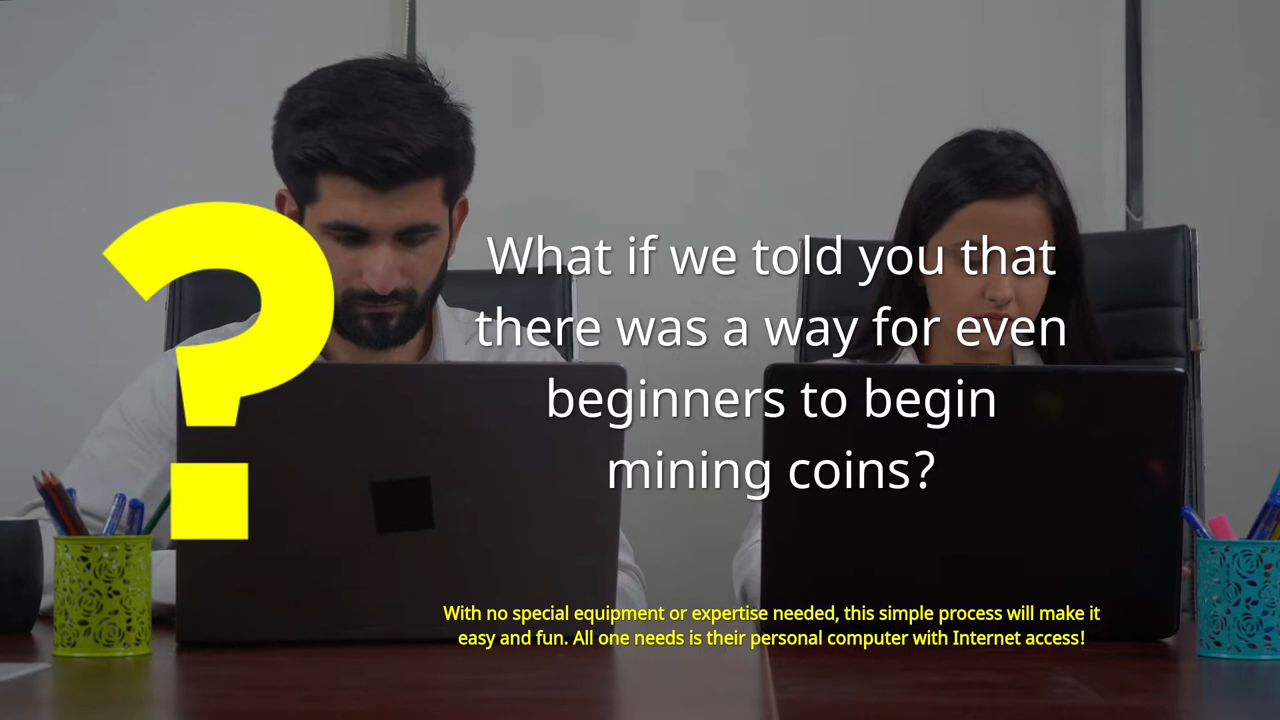 ?
What if we told you that
there was a way for even
beginners to begin
mining coins?
With no special equipment or expertise needed, this simple process will make it
easy and fun. All one needs is their personal computer with Internet access!